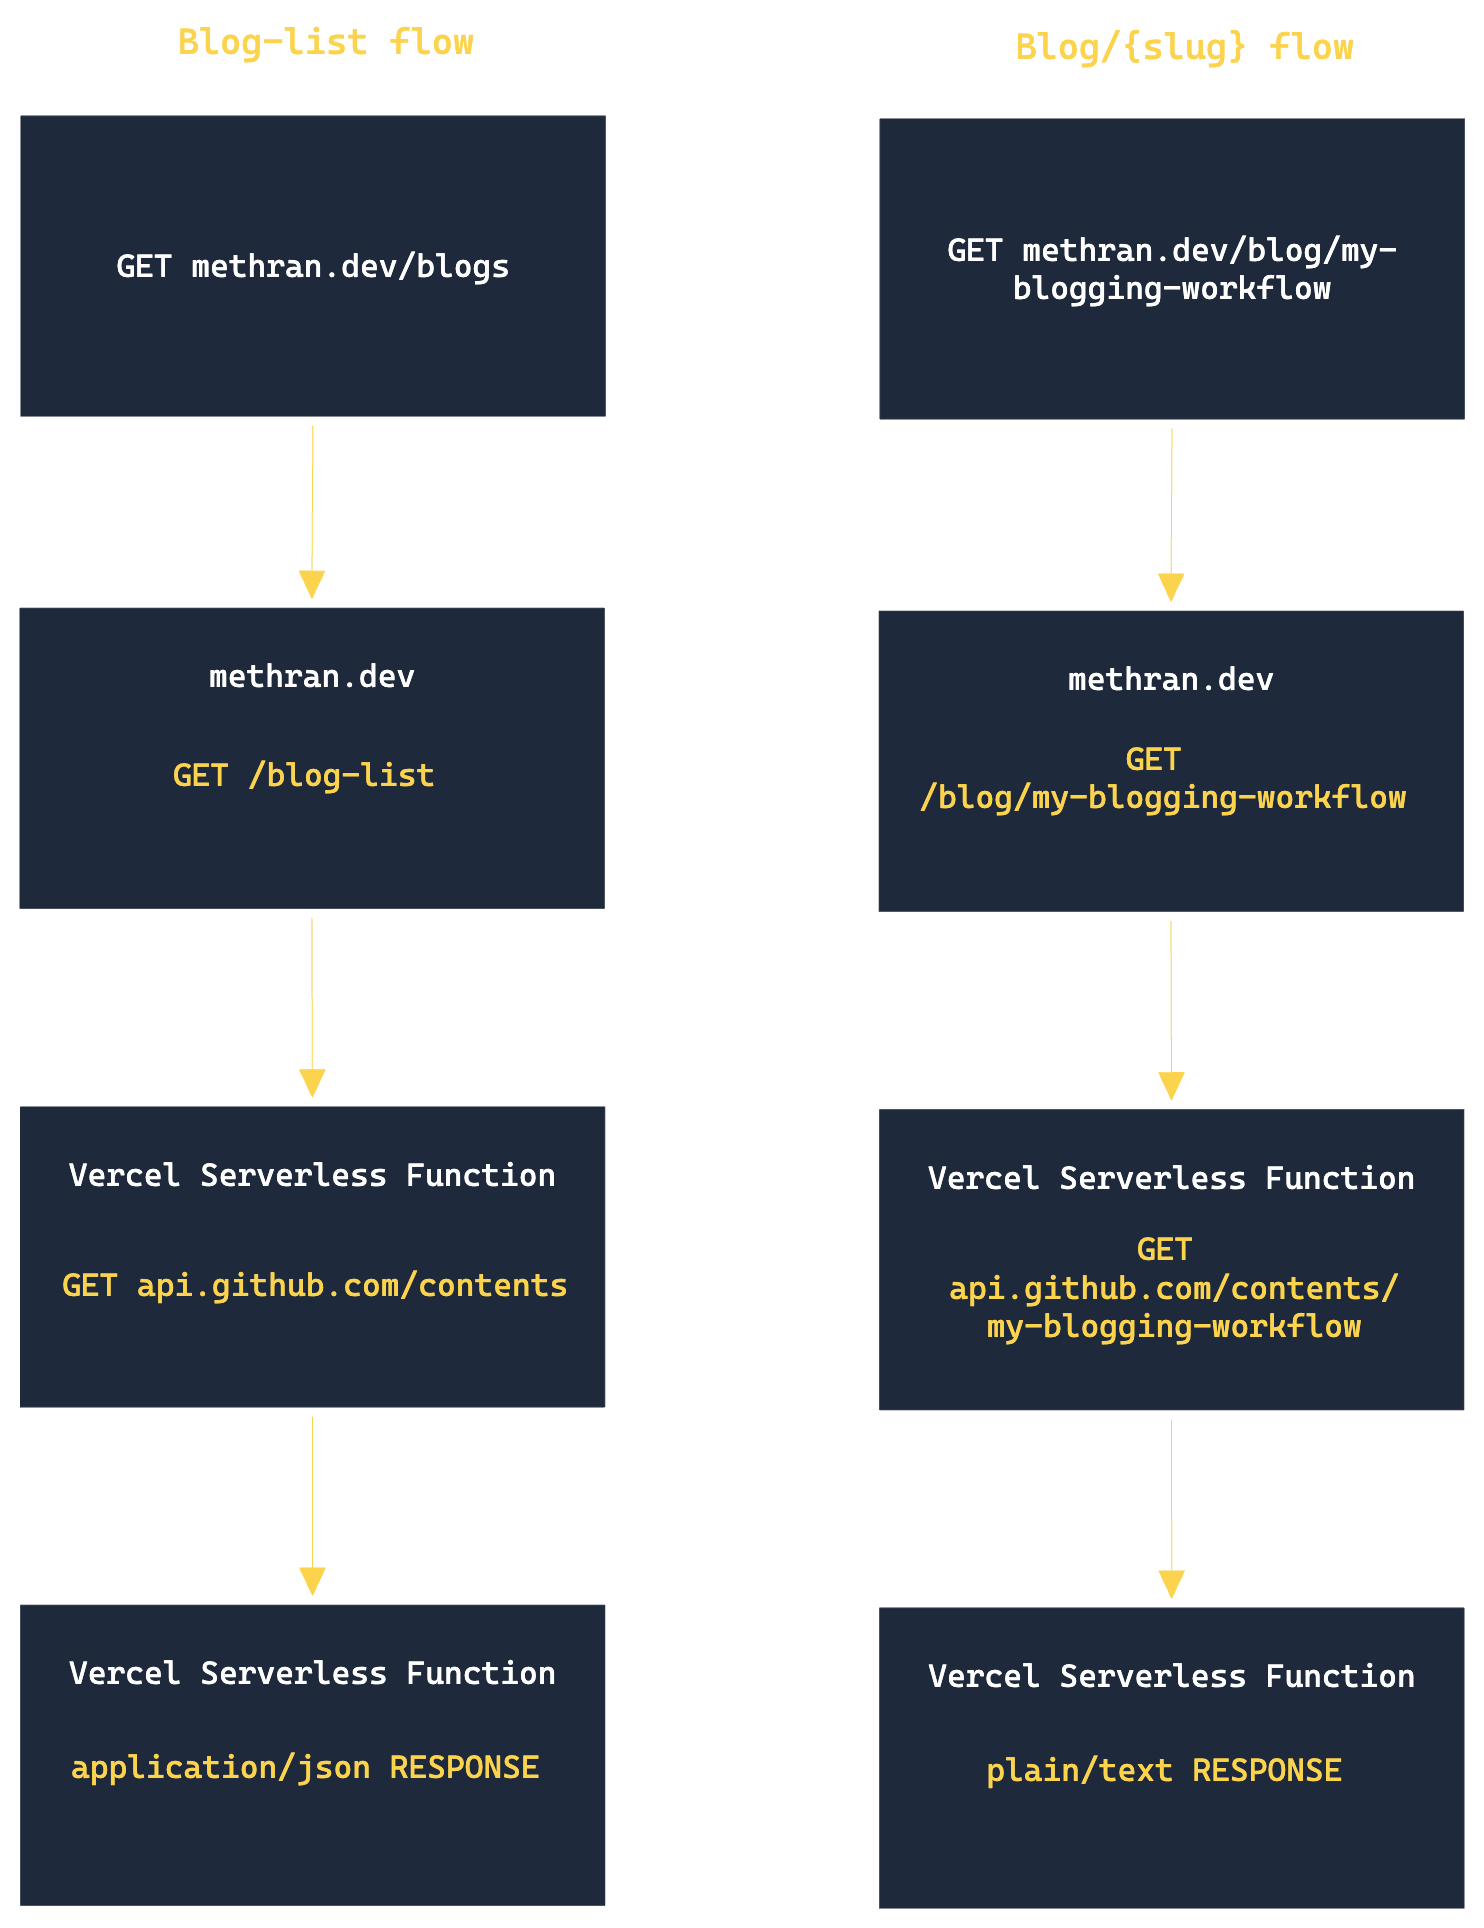 Blog-list flow
GET methran.dev/blogs
methran.dev
GET /blog-list
Vercel Serverless Function
GET api.github.com/contents
Vercel Serverless Function
application/json RESPONSE
Blog/{slug} flow
GET methran.dev/blog/my-
blogging-workflow
methran.dev
GET
/blog/my-blogging-workflow
Vercel Serverless Function
GET
api.github.com/contents/
my-blogging-workflow
Vercel Serverless Function
plain/text RESPONSE